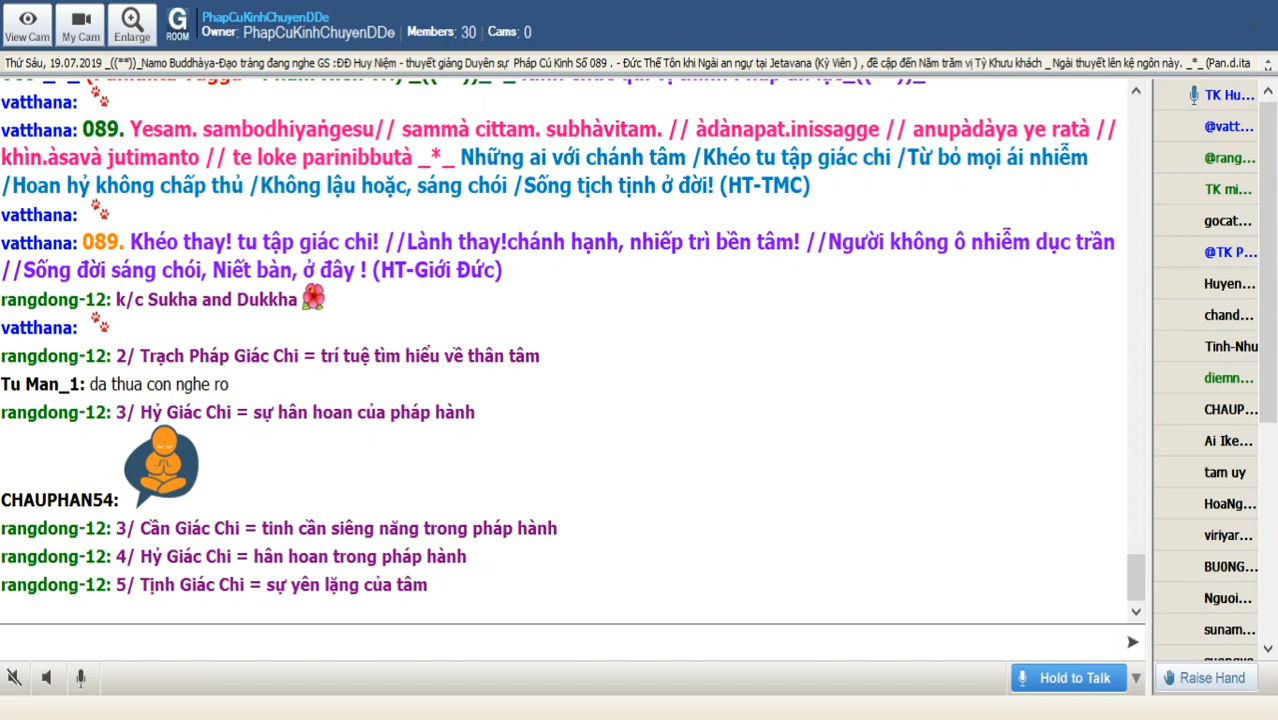 PhapCuKinhChuyenDDe
Owner: PhapCuKinhChuyenDDe Members: 30 Cams: 0
View Cam My Cam Enlarge G ROOM
Thứ Sáu, 19.07.2019 _((**))_Namo Buddhàya-Đạo tràng đang nghe GS :ĐĐ Huy Niệm - thuyết giảng Duyên sự Pháp Cú Kinh Số 089 . - Đức Thế Tôn khi Ngài an ngự tại Jetavana (Kỳ Viên ) , đề cập đến Năm trăm vị Tỳ Khưu khách _ Ngài thuyết lên kệ ngôn này. _*_ (Pan.d.ita
vatthana:
vatthana: 089. Yesam. sambodhiyaṅgesu// sammà cittam. subhàvitam. // àdànapat.inissagge // anupàdàya ye ratà //
khìn.àsavà jutimanto // te loke parinibbutà _*_ Những ai với chánh tâm /Khéo tu tập giác chi /Từ bỏ mọi ái nhiễm
/Hoan hỷ không chấp thủ /Không lậu hoặc, sáng chói /Sống tịch tịnh ở đời! (HT-TMC)
vatthana:
vatthana: 089. Khéo thay! tu tập giác chi! //Lành thay!chánh hạnh, nhiếp trì bền tâm! //Người không ô nhiễm dục trần
//Sống đời sáng chói, Niết bàn, ở đây ! (HT-Giới Đức)
rangdong-12: k/c Sukha and Dukkha
vatthana:
rangdong-12: 2/ Trạch Pháp Giác Chi = trí tuệ tìm hiểu về thân tâm
Tu Man_1: da thua con nghe ro
rangdong-12: 3/ Hỷ Giác Chi = sự hân hoan của pháp hành
CHAUPHAN54:
rangdong-12: 3/ Cần Giác Chi = tinh cần siêng năng trong pháp hành
rangdong-12: 4/ Hỷ Giác Chi = hân hoan trong pháp hành
rangdong-12: 5/ Tịnh Giác Chi = sự yên lặng của tâm
TK Hu...
@vatt...
@rang...
TK mi...
gocat...
@TK P...
Huyen...
chand...
Tinh-Nhu
diemn...
CHAUP...
Ai Ike...
tam uy
HoaNg...
viriyar...
BU0NG...
Nguoi...
sunam...
Hold to Talk
Raise Hand